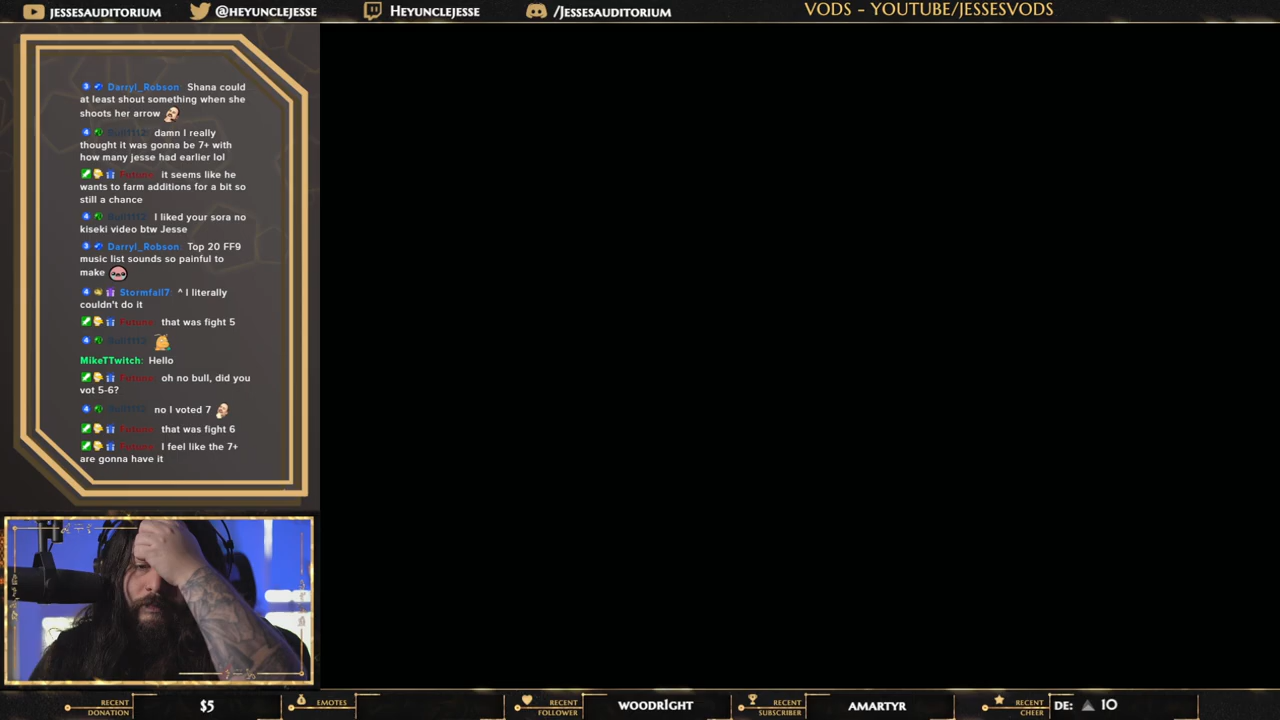 JESSESAUDITORIUM @HEYUNCLEJESSE HEYUNCLEJESSE /JESSESAUDITORIUM VODS - YOUTUBE/JESSESVODS
Darryl_Robson: Shana could
at least shout something when she
shoots her arrow
Bull1112: damn I really
thought it was gonna be 7+ with
how many jesse had earlier lol
it seems like he
wants to farm additions for a bit so
still a chance
Bull1112: I liked your sora no
kiseki video btw Jesse
Darryl_Robson: Top 20 FF9
music list sounds so painful to
make
Stormfall7: ^ I literally
couldn't do it
that was fight 5
Bull1112:
MikeTTwitch: Hello
oh no bull, did you
vot 5-6?
Bull1112: no I voted 7
that was fight 6
I feel like the 7+
are gonna have it
RECENT DONATION $5 EMOTES RECENT FOLLOWER WOODRIGHT RECENT SUBSCRIBER AMARTYR RECENT CHEER DE: 10